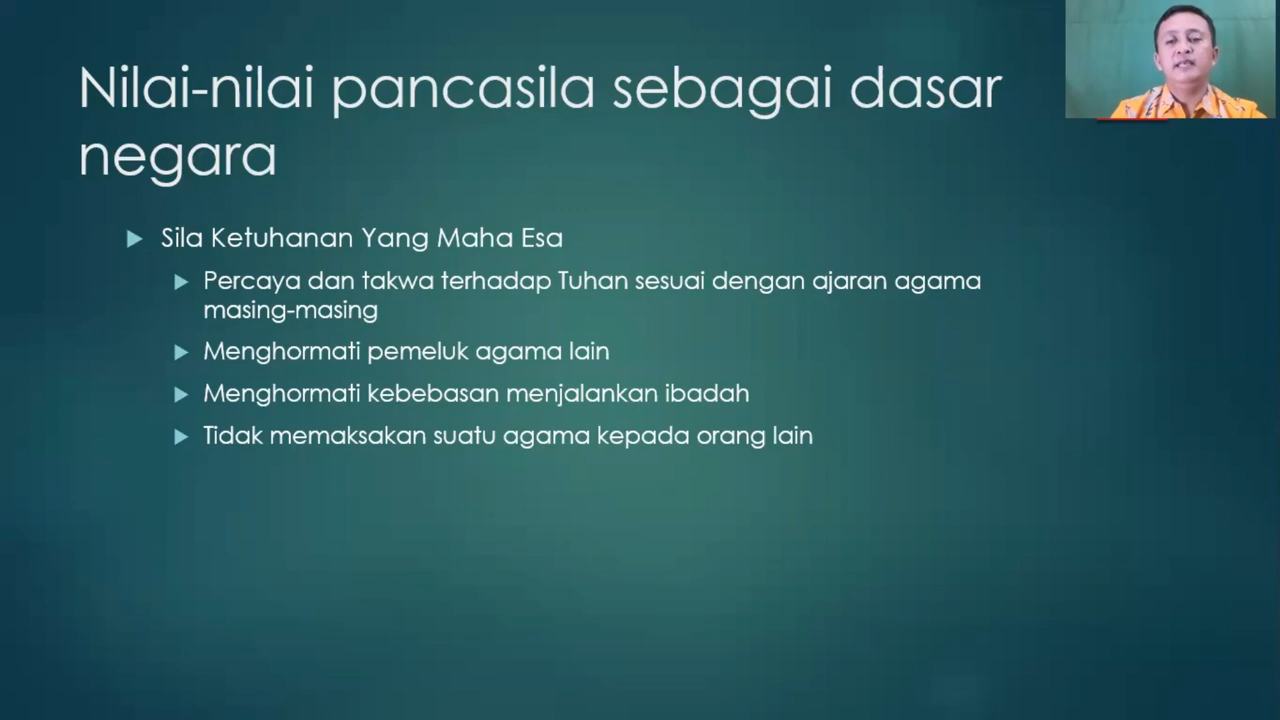 Nilai-nilai pancasila sebagai dasar
negara
Sila Ketuhanan Yang Maha Esa
Percaya dan takwa terhadap Tuhan sesuai dengan ajaran agama
masing-masing
Menghormati pemeluk agama lain
Menghormati kebebasan menjalankan ibadah
Tidak memaksakan suatu agama kepada orang lain